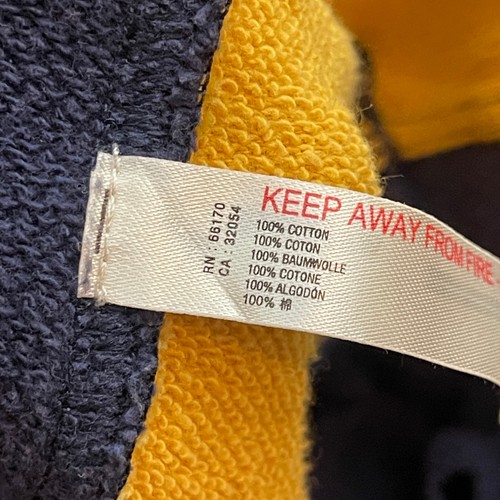 KEEP AWAY FROM FIRE
RN : 66170
CA : 32054
100% COTTON
100% COTON
100% BAUMWOLLE
100% COTONE
100% ALGODÓN
100% 棉